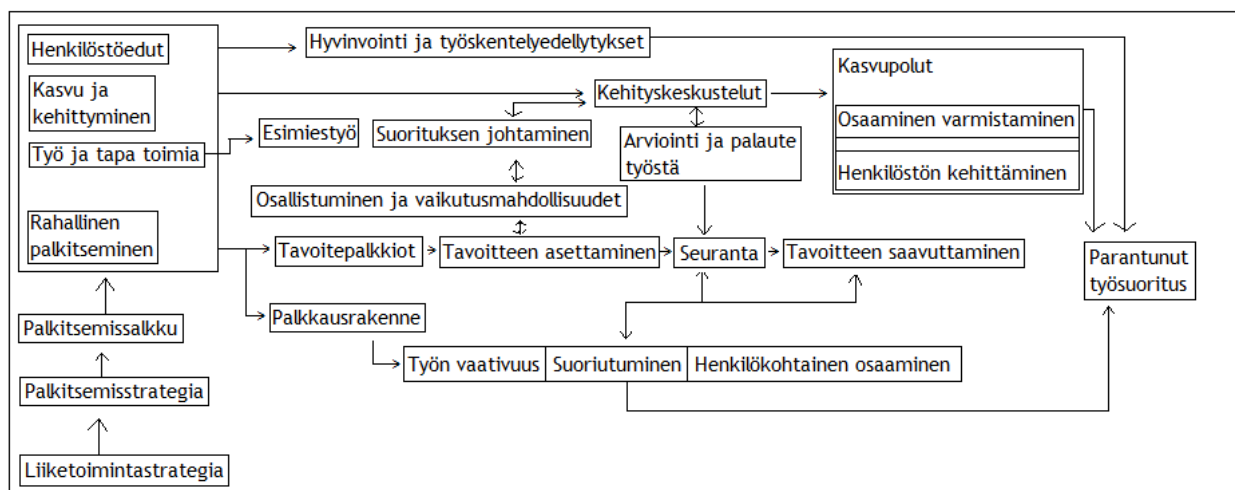 Henkilöstöedut
Hyvinvointi ja työskentelyedellytykset
Kasvu ja
kehittyminen
Kehityskeskustelut
Kasvupolut
Osaaminen varmistaminen
Henkilöstön kehittäminen
Työ ja tapa toimia
Esimiestyö
Suorituksen johtaminen
Arviointi ja palaute
työstä
Osallistuminen ja vaikutusmahdollisuudet
Rahallinen
palkitseminen
Tavoitepalkkiot
Tavoitteen asettaminen
Seuranta
Tavoitteen saavuttaminen
Parantunut
työsuoritus
Palkitsemissalkku
Palkkausrakenne
Työn vaativuus
Suoriutuminen
Henkilökohtainen osaaminen
Palkitsemisstrategia
Liiketoimintastrategia